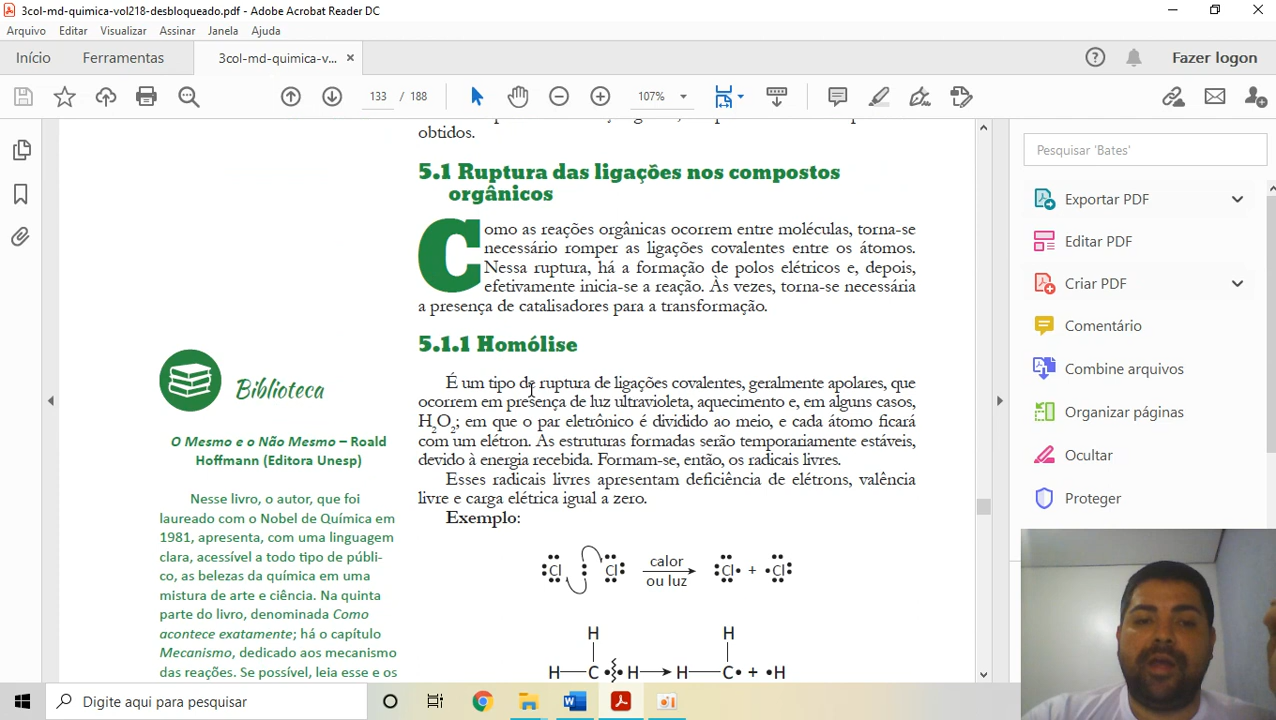 3col-md-quimica-vol218-desbloqueado.pdf - Adobe Acrobat Reader DC
Arquivo Editar Visualizar Assinar Janela Ajuda
Início Ferramentas 3col-md-quimica-v... × Fazer logon
133 / 188 107%
obtidos.
5.1 Ruptura das ligações nos compostos
orgânicos
Como as reações orgânicas ocorrem entre moléculas, torna-se
necessário romper as ligações covalentes entre os átomos.
Nessa ruptura, há a formação de polos elétricos e, depois,
efetivamente inicia-se a reação. Às vezes, torna-se necessária
a presença de catalisadores para a transformação.
5.1.1 Homólise
É um tipo de ruptura de ligações covalentes, geralmente apolares, que
ocorrem em presença de luz ultravioleta, aquecimento e, em alguns casos,
H2O2; em que o par eletrônico é dividido ao meio, e cada átomo ficará
com um elétron. As estruturas formadas serão temporariamente estáveis,
devido à energia recebida. Formam-se, então, os radicais livres.
Esses radicais livres apresentam deficiência de elétrons, valência
livre e carga elétrica igual a zero.
Exemplo:
Cl Cl calor ou luz Cl• + •Cl
H H
H C H H C• + •H
Biblioteca
O Mesmo e o Não Mesmo – Roald
Hoffmann (Editora Unesp)
Nesse livro, o autor, que foi
laureado com o Nobel de Química em
1981, apresenta, com uma linguagem
clara, acessível a todo tipo de públi-
co, as belezas da química em uma
mistura de arte e ciência. Na quinta
parte do livro, denominada Como
acontece exatamente; há o capítulo
Mecanismo, dedicado aos mecanismo
das reações. Se possível, leia esse e os
Pesquisar 'Bates'
Exportar PDF
Editar PDF
Criar PDF
Comentário
Combine arquivos
Organizar páginas
Ocultar
Proteger
Digite aqui para pesquisar